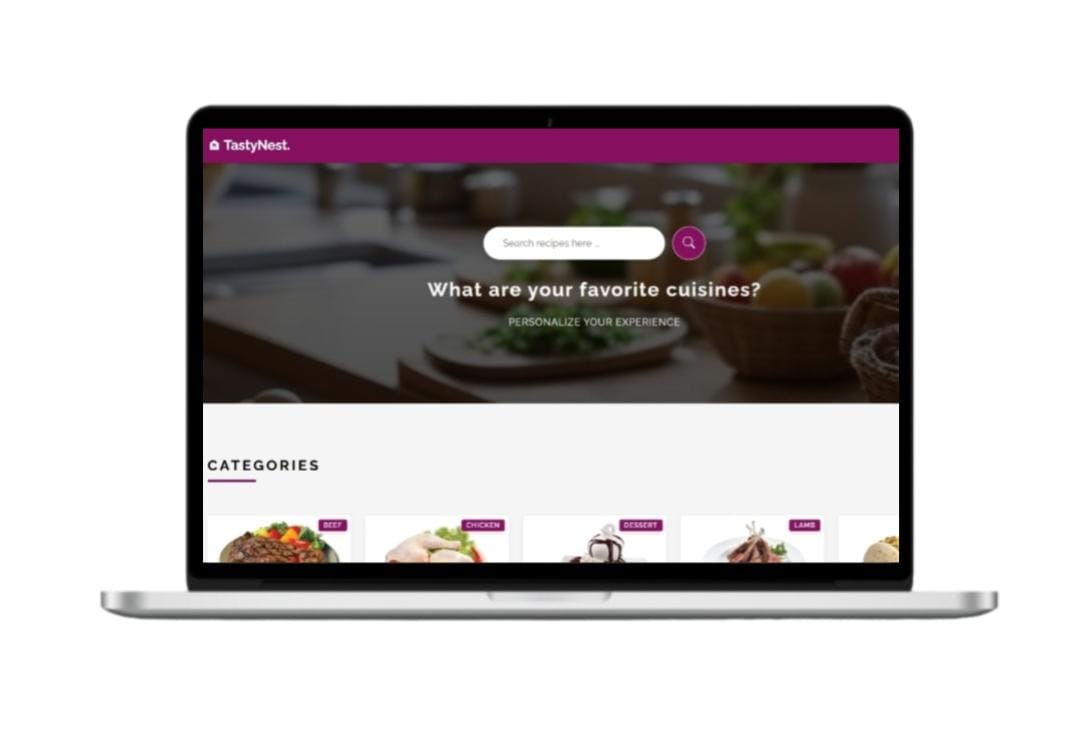 TastyNest.
Search recipes here ...
What are your favorite cuisines?
PERSONALIZE YOUR EXPERIENCE
CATEGORIES
BEEF
CHICKEN
DESSERT
LAMB